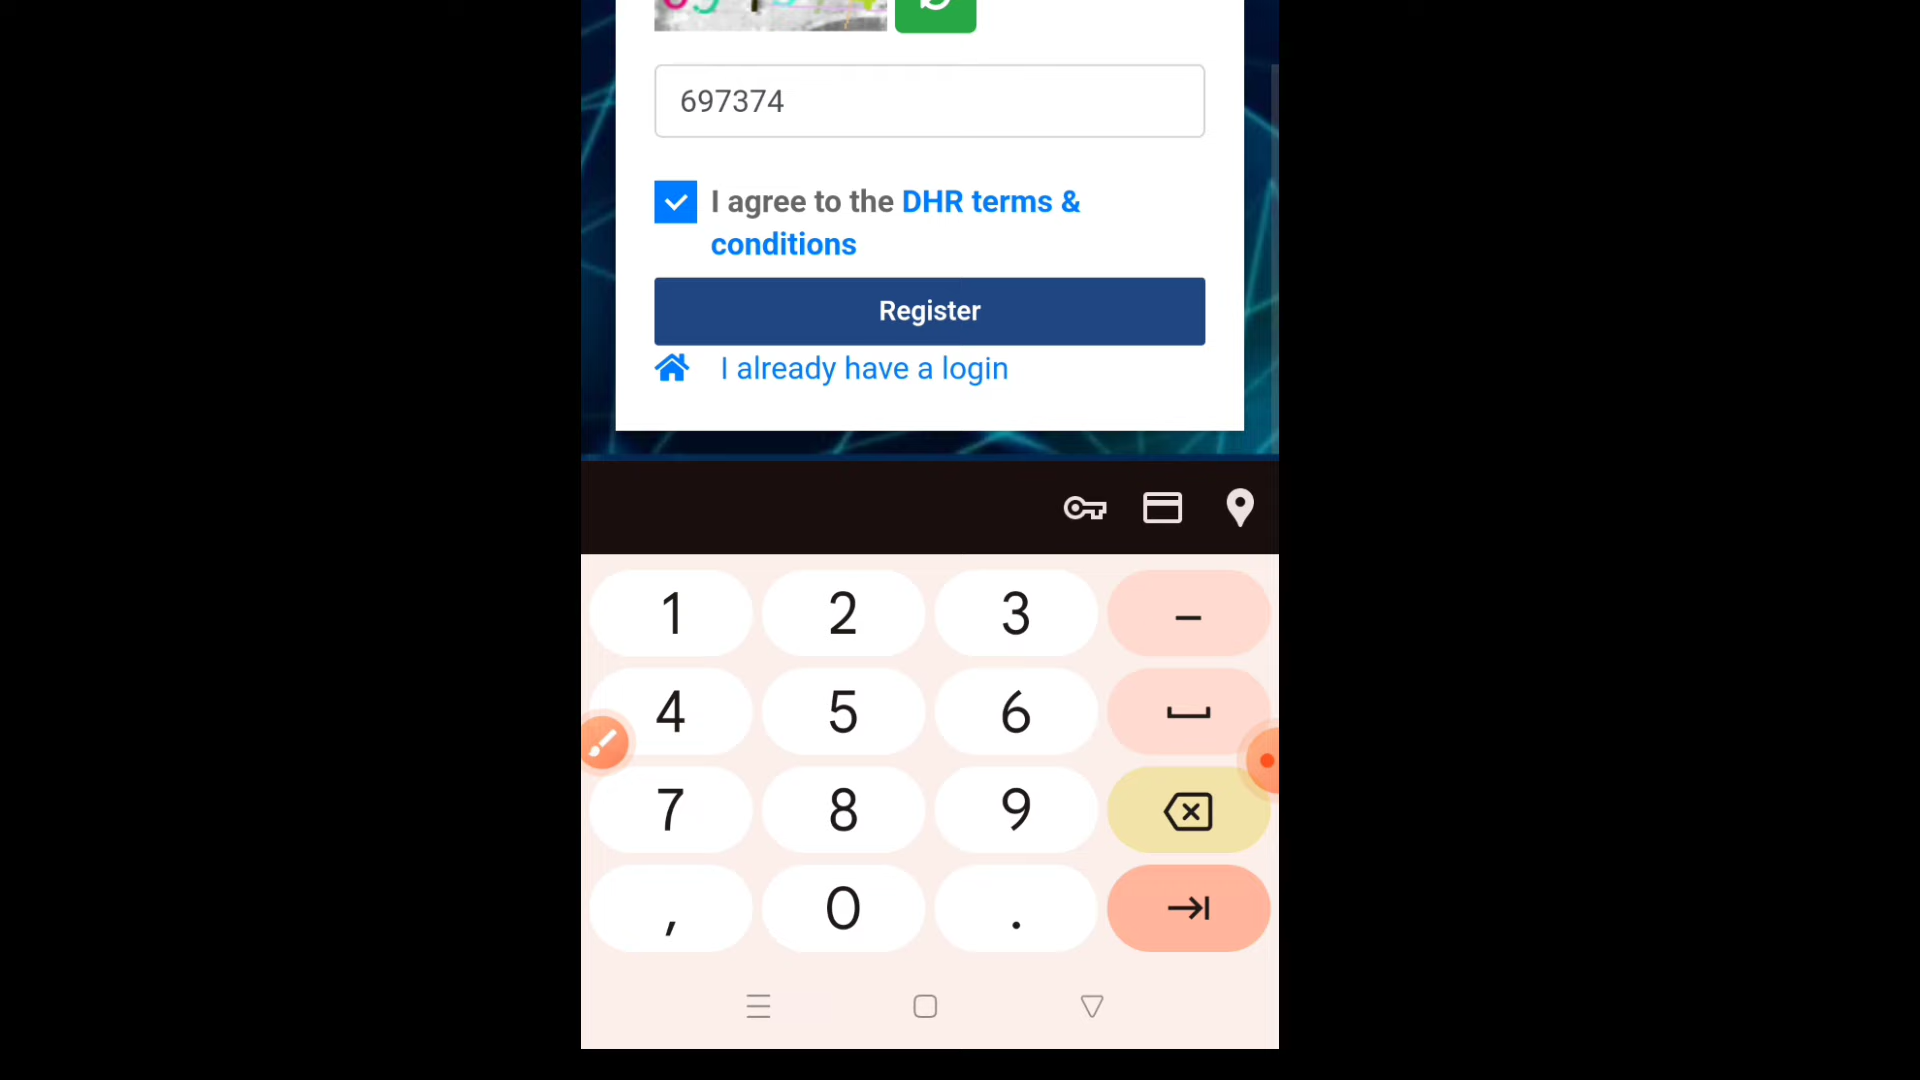 697374
I agree to the DHR terms &
conditions
Register
I already have a login
1 2 3 –
4 5 6
7 8 9
, 0 .